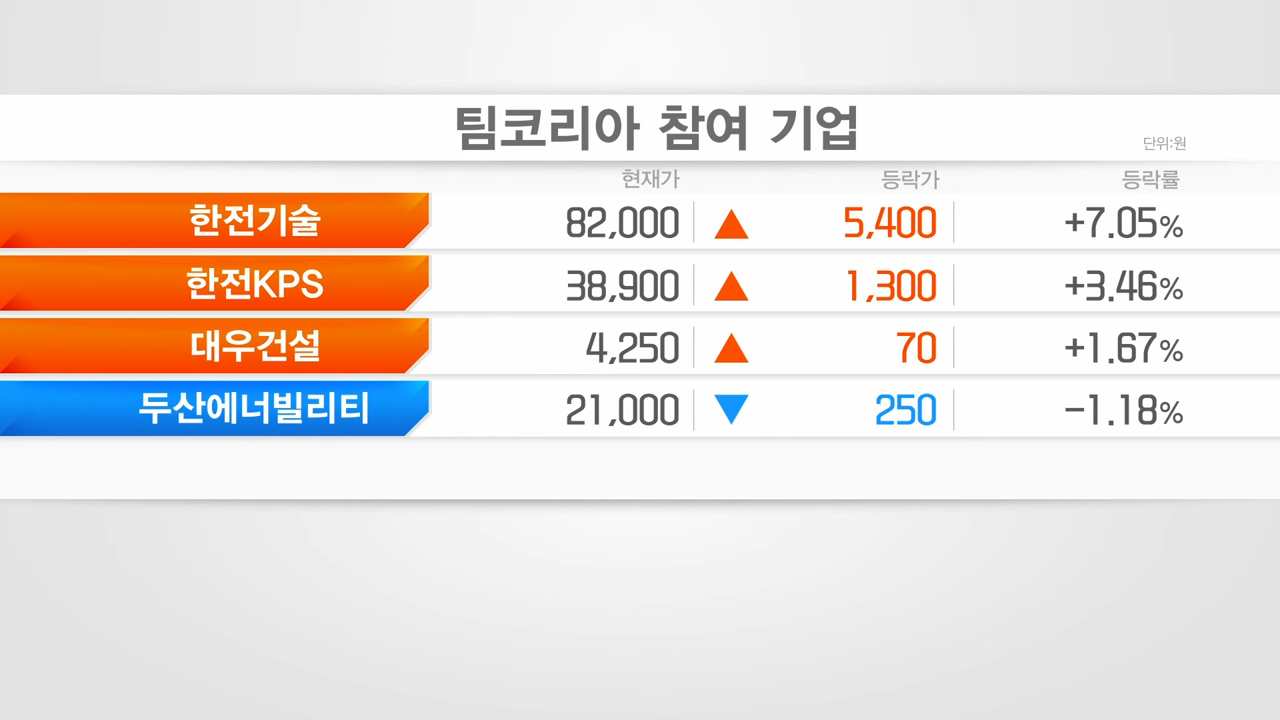 팀코리아 참여 기업
단위:원
현재가 등락가 등락률
한전기술 82,000 ▲ 5,400 +7.05%
한전KPS 38,900 ▲ 1,300 +3.46%
대우건설 4,250 ▲ 70 +1.67%
두산에너빌리티 21,000 ▼ 250 -1.18%